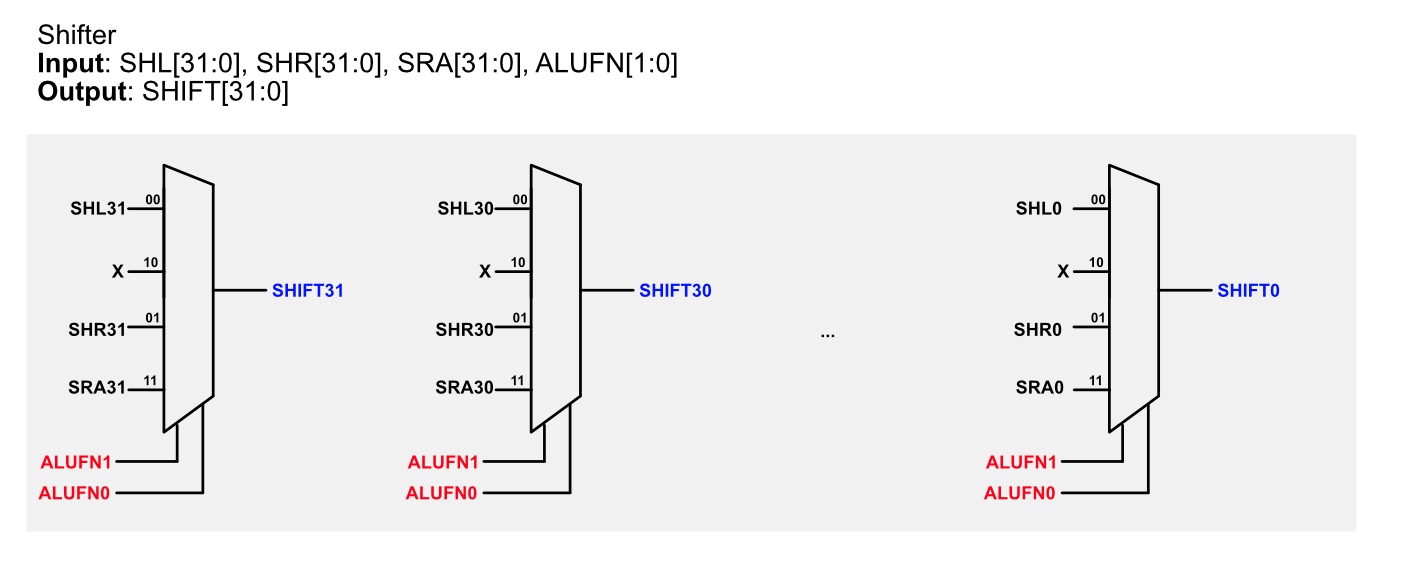 Shifter
Input: SHL[31:0], SHR[31:0], SRA[31:0], ALUFN[1:0]
Output: SHIFT[31:0]
SHL31 00
X 10
SHR31 01
SRA31 11
SHIFT31
ALUFN1
ALUFN0
SHL30 00
X 10
SHR30 01
SRA30 11
SHIFT30
ALUFN1
ALUFN0
...
SHL0 00
X 10
SHR0 01
SRA0 11
SHIFT0
ALUFN1
ALUFN0